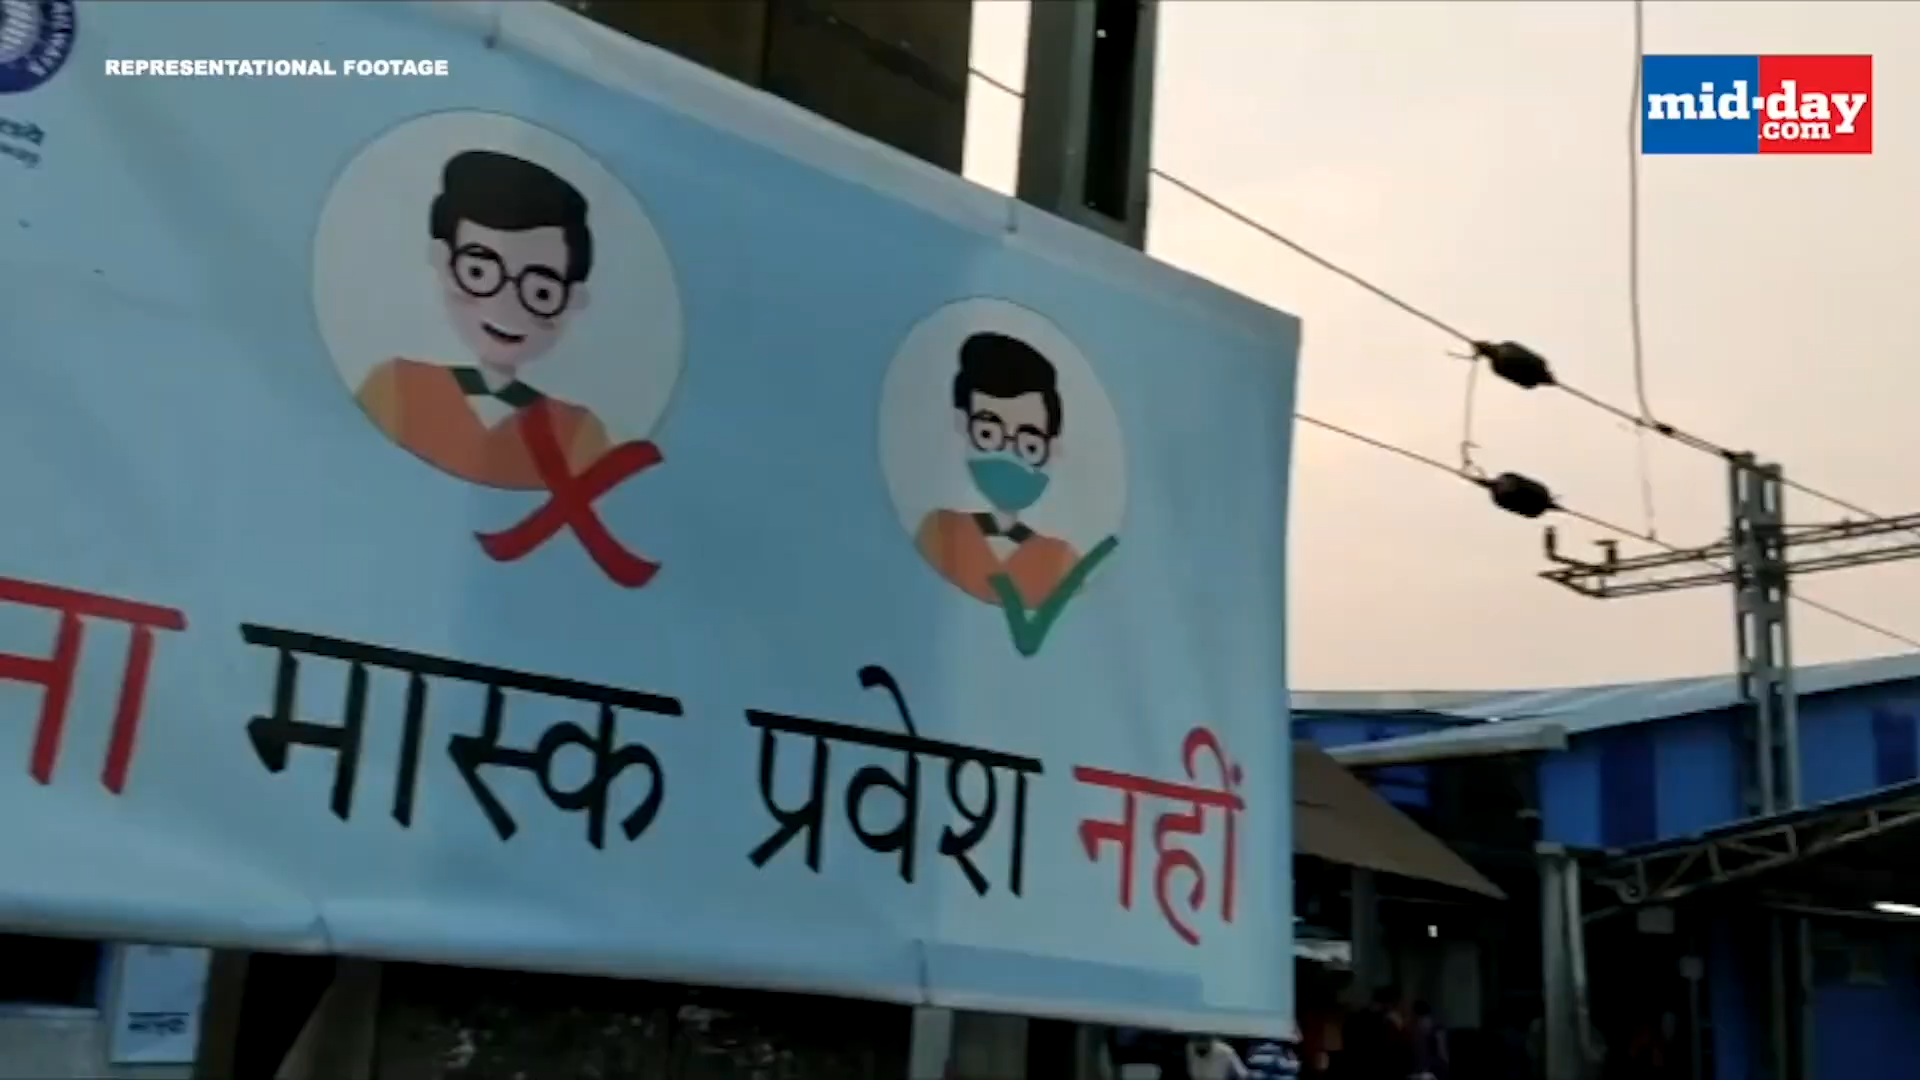 REPRESENTATIONAL FOOTAGE
mid-day
.com
ना मास्क प्रवेश नहीं